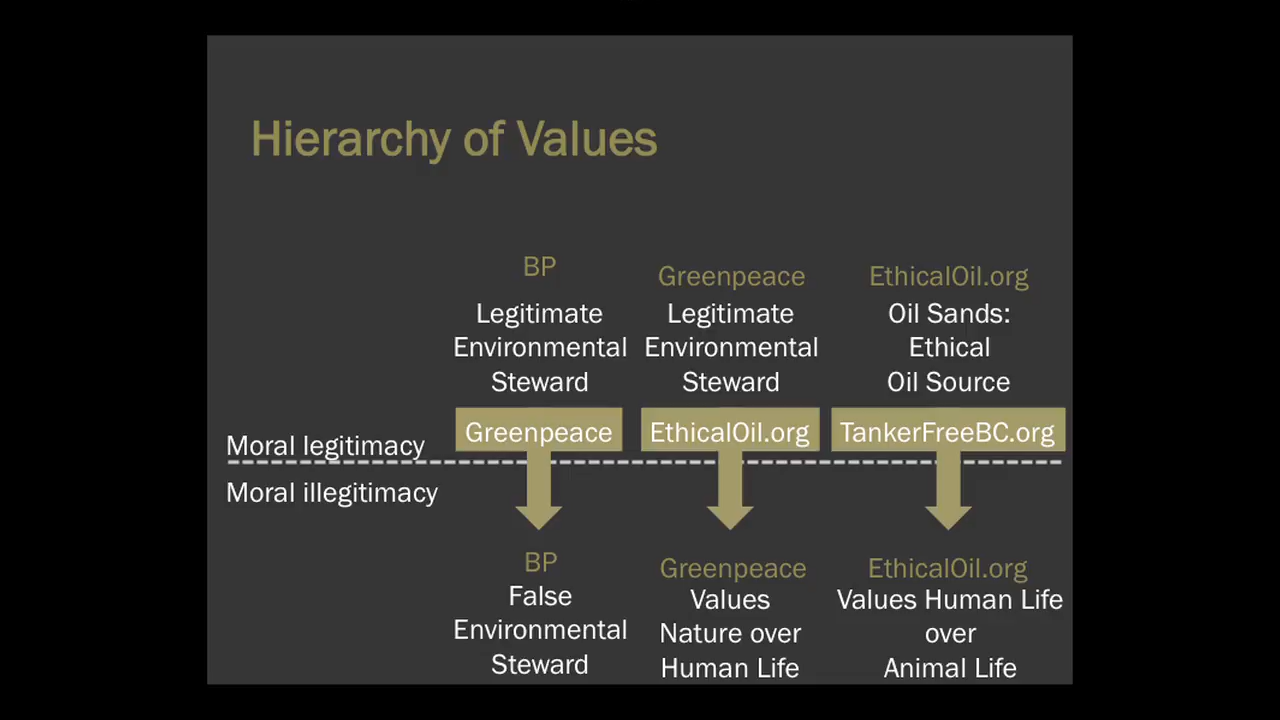 Hierarchy of Values
BP
Legitimate
Environmental
Steward
Greenpeace
Legitimate
Environmental
Steward
EthicalOil.org
Oil Sands:
Ethical
Oil Source
Greenpeace
EthicalOil.org
TankerFreeBC.org
Moral legitimacy
Moral illegitimacy
BP
False
Environmental
Steward
Greenpeace
Values
Nature over
Human Life
EthicalOil.org
Values Human Life
over
Animal Life